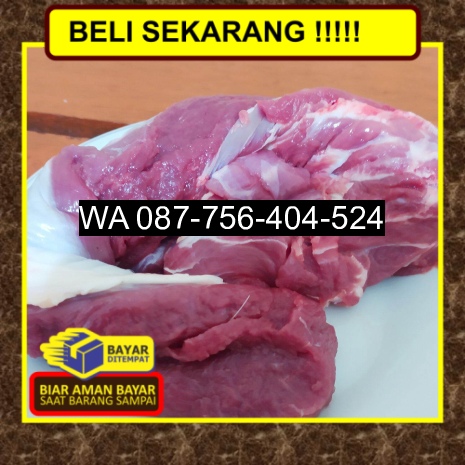 BELI SEKARANG !!!!!
WA 087-756-404-524
BAYAR
DITEMPAT
BIAR AMAN BAYAR
SAAT BARANG SAMPAI